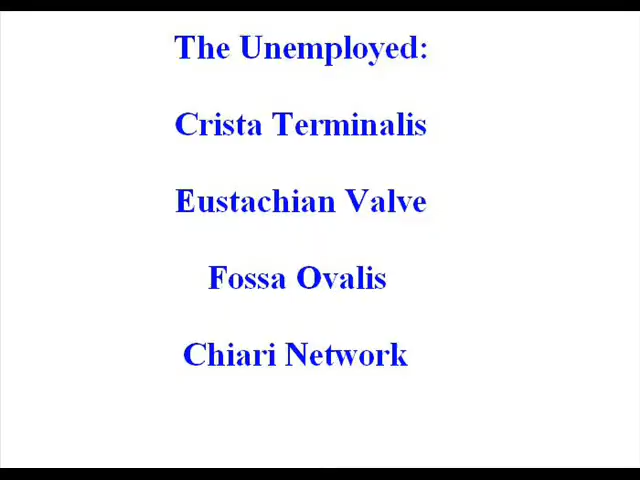 The Unemployed:
Crista Terminalis
Eustachian Valve
Fossa Ovalis
Chiari Network